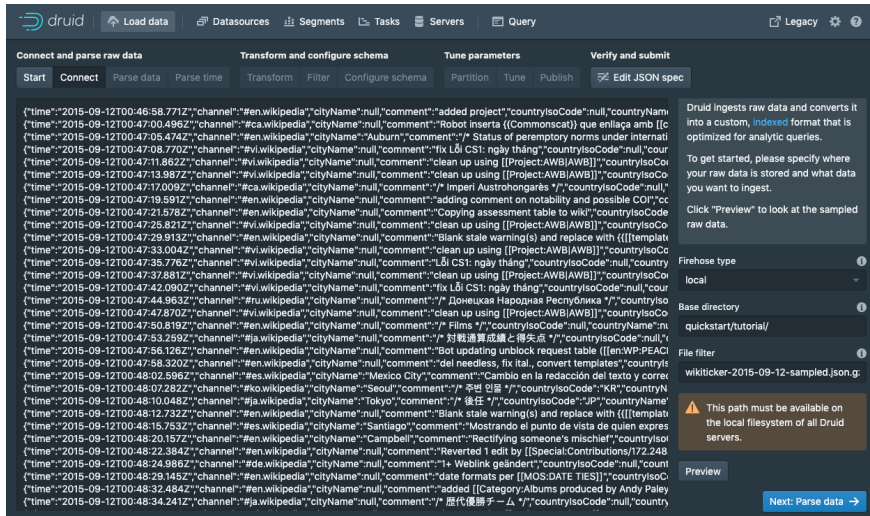 druid
Load data
Datasources
Segments
Tasks
Servers
Query
Legacy
Connect and parse raw data
Transform and configure schema
Tune parameters
Verify and submit
Start
Connect
Parse data
Parse time
Transform
Filter
Configure schema
Partition
Tune
Publish
Edit JSON spec
{"time":"2015-09-12T00:46:58.771Z","channel":"#en.wikipedia","cityName":null,"comment":"added project","countryIsoCode":null,"countryName
{"time":"2015-09-12T00:47:00.496Z","channel":"#ca.wikipedia","cityName":null,"comment":"Robot inserta {{Commonscat}} que enllaça amb [[c
{"time":"2015-09-12T00:47:05.474Z","channel":"#en.wikipedia","cityName":"Auburn","comment":"/* Status of peremptory norms under internati
{"time":"2015-09-12T00:47:08.770Z","channel":"#vi.wikipedia","cityName":null,"comment":"fix Lỗi CS1: ngày tháng","countryIsoCode":null,"coun
{"time":"2015-09-12T00:47:11.862Z","channel":"#vi.wikipedia","cityName":null,"comment":"clean up using [[Project:AWB|AWB]]","countryIsoCo
{"time":"2015-09-12T00:47:13.987Z","channel":"#vi.wikipedia","cityName":null,"comment":"clean up using [[Project:AWB|AWB]]","countryIsoCo
{"time":"2015-09-12T00:47:17.009Z","channel":"#ca.wikipedia","cityName":null,"comment":"/* Imperi Austrohongarès */","countryIsoCode":null,"
{"time":"2015-09-12T00:47:19.591Z","channel":"#en.wikipedia","cityName":null,"comment":"adding comment on notability and possible COI","co
{"time":"2015-09-12T00:47:21.578Z","channel":"#en.wikipedia","cityName":null,"comment":"Copying assessment table to wiki","countryIsoCode
{"time":"2015-09-12T00:47:25.821Z","channel":"#vi.wikipedia","cityName":null,"comment":"clean up using [[Project:AWB|AWB]]","countryIsoCo
{"time":"2015-09-12T00:47:29.913Z","channel":"#en.wikipedia","cityName":null,"comment":"Blank stale warning(s) and replace with {{[[templat
{"time":"2015-09-12T00:47:33.004Z","channel":"#vi.wikipedia","cityName":null,"comment":"clean up using [[Project:AWB|AWB]]","countryIsoCo
{"time":"2015-09-12T00:47:35.776Z","channel":"#vi.wikipedia","cityName":null,"comment":"Lỗi CS1: ngày tháng","countryIsoCode":null,"country
{"time":"2015-09-12T00:47:37.881Z","channel":"#vi.wikipedia","cityName":null,"comment":"clean up using [[Project:AWB|AWB]]","countryIsoCo
{"time":"2015-09-12T00:47:42.090Z","channel":"#vi.wikipedia","cityName":null,"comment":"fix Lỗi CS1: ngày tháng","countryIsoCode":null,"coun
{"time":"2015-09-12T00:47:44.963Z","channel":"#ru.wikipedia","cityName":null,"comment":"/* Донецкая Народная Республика */","countryIso
{"time":"2015-09-12T00:47:47.870Z","channel":"#vi.wikipedia","cityName":null,"comment":"clean up using [[Project:AWB|AWB]]","countryIsoCo
{"time":"2015-09-12T00:47:50.819Z","channel":"#en.wikipedia","cityName":null,"comment":"/* Films */","countryIsoCode":null,"countryName":nu
{"time":"2015-09-12T00:47:53.259Z","channel":"#ja.wikipedia","cityName":null,"comment":"/* 対戦通算成績と得失点 */","countryIsoCode":null,"c
{"time":"2015-09-12T00:47:56.126Z","channel":"#en.wikipedia","cityName":null,"comment":"Bot updating unblock request table ([[en:WP:PEACI
{"time":"2015-09-12T00:47:58.320Z","channel":"#en.wikipedia","cityName":null,"comment":"del needless, fix ital., convert templates","countryIs
{"time":"2015-09-12T00:48:02.596Z","channel":"#es.wikipedia","cityName":"Mexico City","comment":"Cambio en la redacción del texto y correc
{"time":"2015-09-12T00:48:07.282Z","channel":"#ko.wikipedia","cityName":"Seoul","comment":"/* 주변 인물 */","countryIsoCode":"KR","countryN
{"time":"2015-09-12T00:48:10.048Z","channel":"#ja.wikipedia","cityName":"Tokyo","comment":"/* 後任 */","countryIsoCode":"JP","countryName"
{"time":"2015-09-12T00:48:12.732Z","channel":"#en.wikipedia","cityName":null,"comment":"Blank stale warning(s) and replace with {{[[templat
{"time":"2015-09-12T00:48:15.753Z","channel":"#es.wikipedia","cityName":"Santiago","comment":"Mostrando el punto de vista de quien expres
{"time":"2015-09-12T00:48:20.157Z","channel":"#en.wikipedia","cityName":"Campbell","comment":"Rectifying someone's mischief","countryIsoI
{"time":"2015-09-12T00:48:22.384Z","channel":"#en.wikipedia","cityName":null,"comment":"Reverted 1 edit by [[Special:Contributions/172.248.
{"time":"2015-09-12T00:48:24.986Z","channel":"#de.wikipedia","cityName":null,"comment":"1+ Weblink geändert","countryIsoCode":null,"count
{"time":"2015-09-12T00:48:29.145Z","channel":"#en.wikipedia","cityName":null,"comment":"date formats per [[MOS:DATE TIES]]","countryIsoC
{"time":"2015-09-12T00:48:32.484Z","channel":"#en.wikipedia","cityName":null,"comment":"added [[Category:Albums produced by Andy Paley
{"time":"2015-09-12T00:48:34.241Z","channel":"#ja.wikipedia","cityName":null,"comment":"/* 歴代優勝チーム */","countryIsoCode":null,"country
Druid ingests raw data and converts it
into a custom, indexed format that is
optimized for analytic queries.
To get started, please specify where
your raw data is stored and what data
you want to ingest.
Click "Preview" to look at the sampled
raw data.
Firehose type
local
Base directory
quickstart/tutorial/
File filter
wikiticker-2015-09-12-sampled.json.g
This path must be available on
the local filesystem of all Druid
servers.
Preview
Next: Parse data